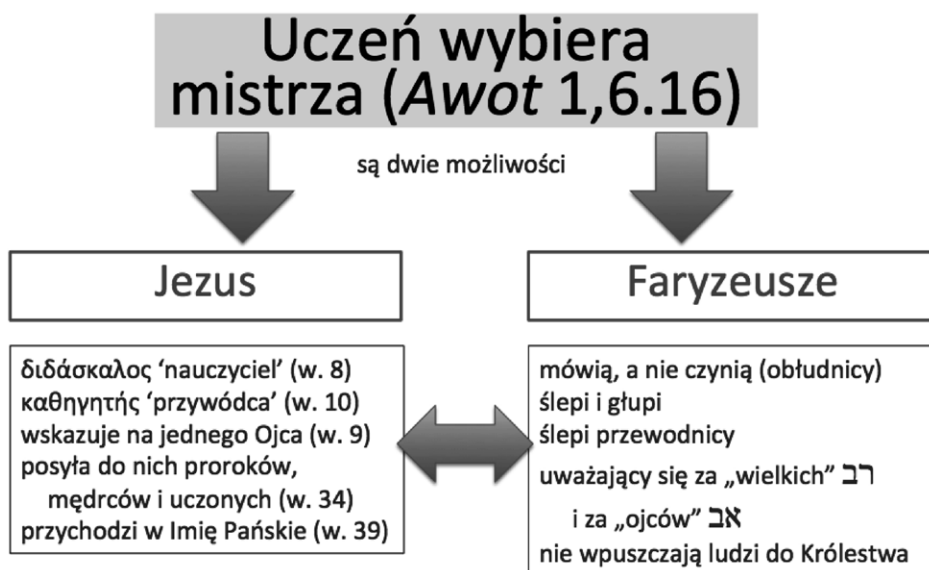 Uczeń wybiera
mistrza (Awot 1,6.16)
są dwie możliwości
Jezus
διδάσκαλος ‘nauczyciel’ (w. 8)
καθηγητής ‘przywódca’ (w. 10)
wskazuje na jednego Ojca (w. 9)
posyła do nich proroków,
mędrców i uczonych (w. 34)
przychodzi w Imię Pańskie (w. 39)
Faryzeusze
mówią, a nie czynią (obłudnicy)
ślepi i głupi
ślepi przewodnicy
uważający się za „wielkich” רב
i za „ojców” אב
nie wpuszczają ludzi do Królestwa